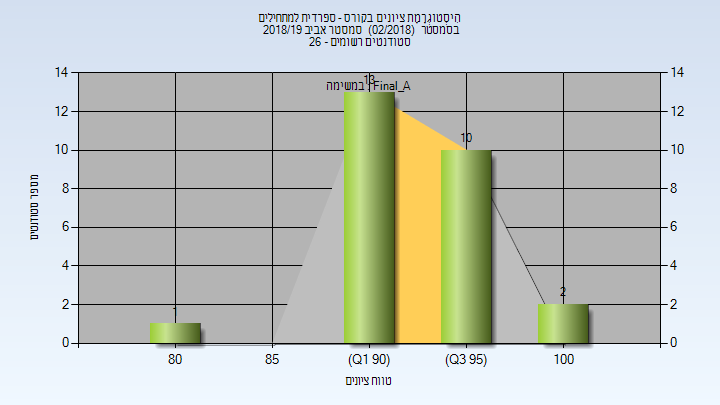 היסטוגרמת ציונים בקורס - ספרדית למתחילים
בסמסטר (02/2018) סמסטר אביב 2018/19
סטודנטים רשומים - 26
במשימה : Final_A
13
10
2
1
14
12
10
8
6
4
2
0
14
12
10
8
6
4
2
0
מספר סטודנטים
80
85
(Q1 90)
(Q3 95)
100
טווח ציונים